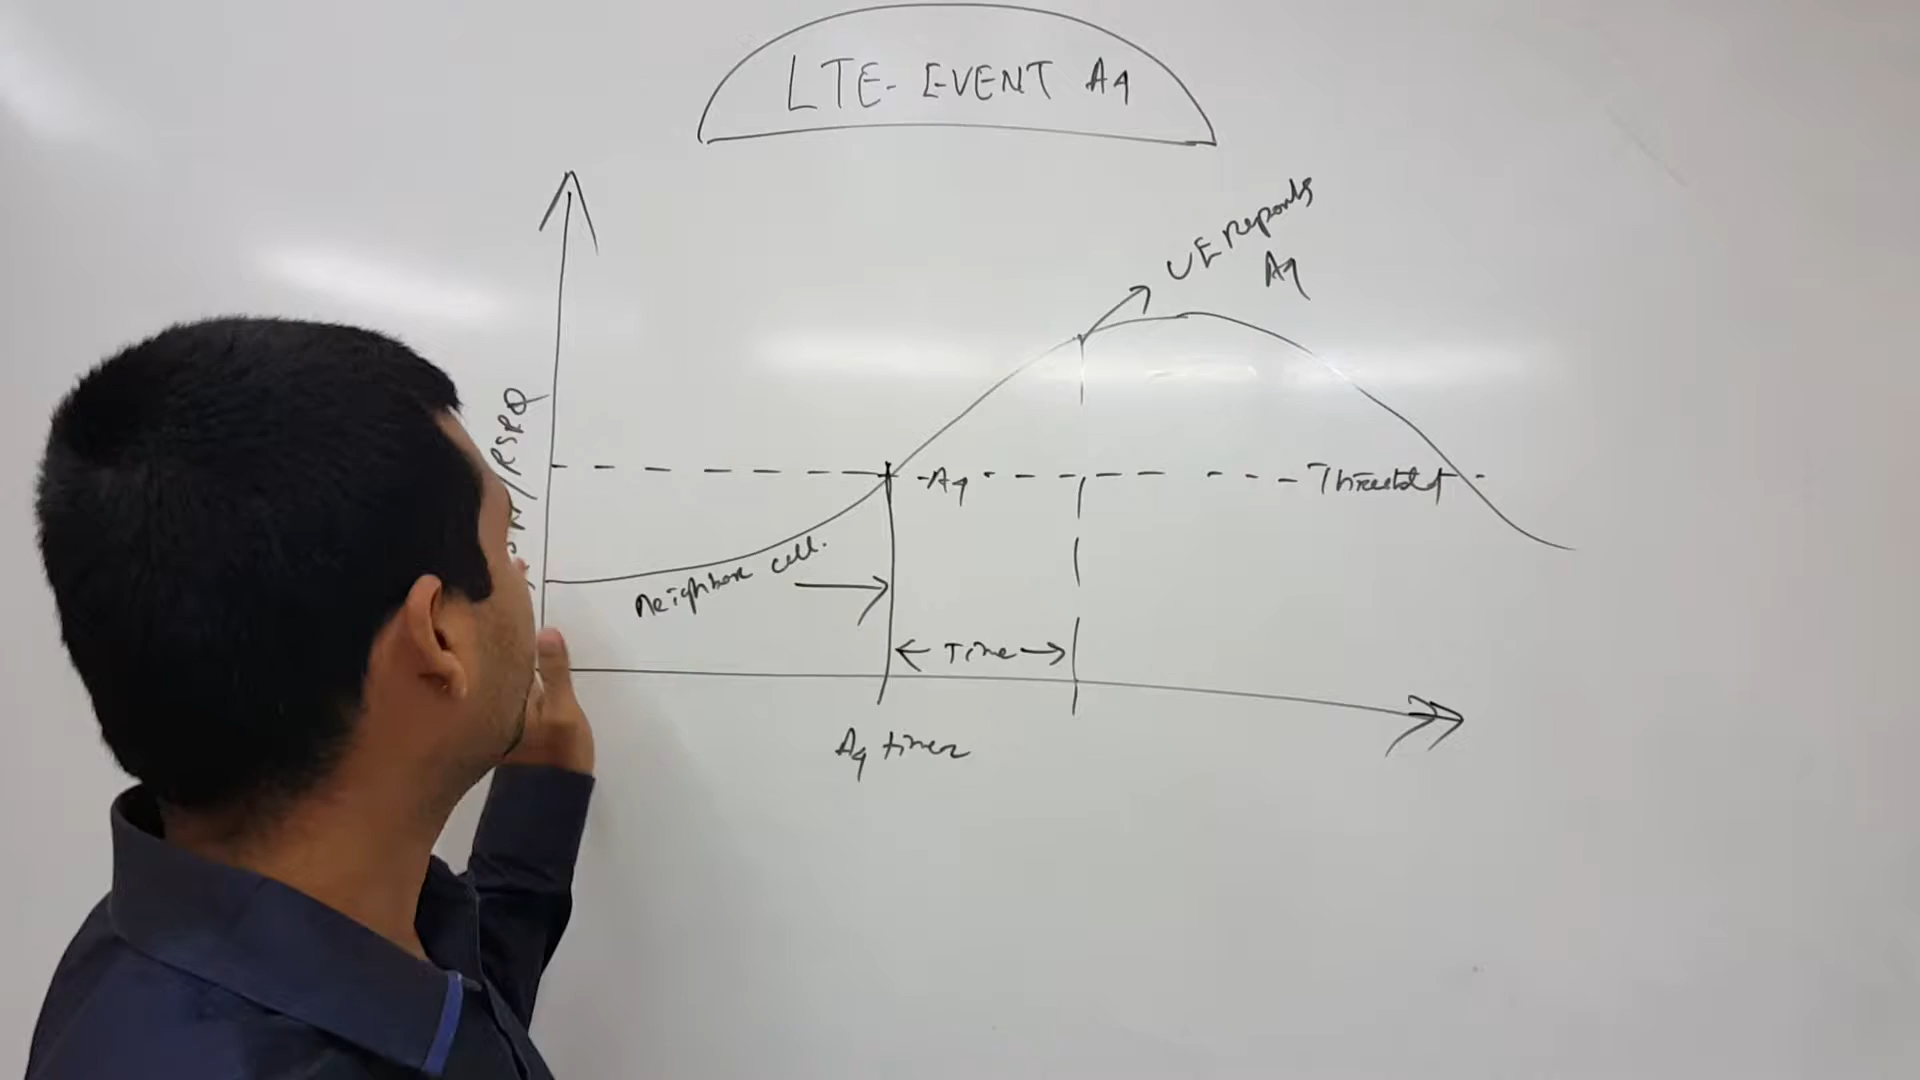 LTE- EVENT A4
UE Reports
A4
/RSRQ
A4
Threshold
Neighbor cell.
Time
A4 timer